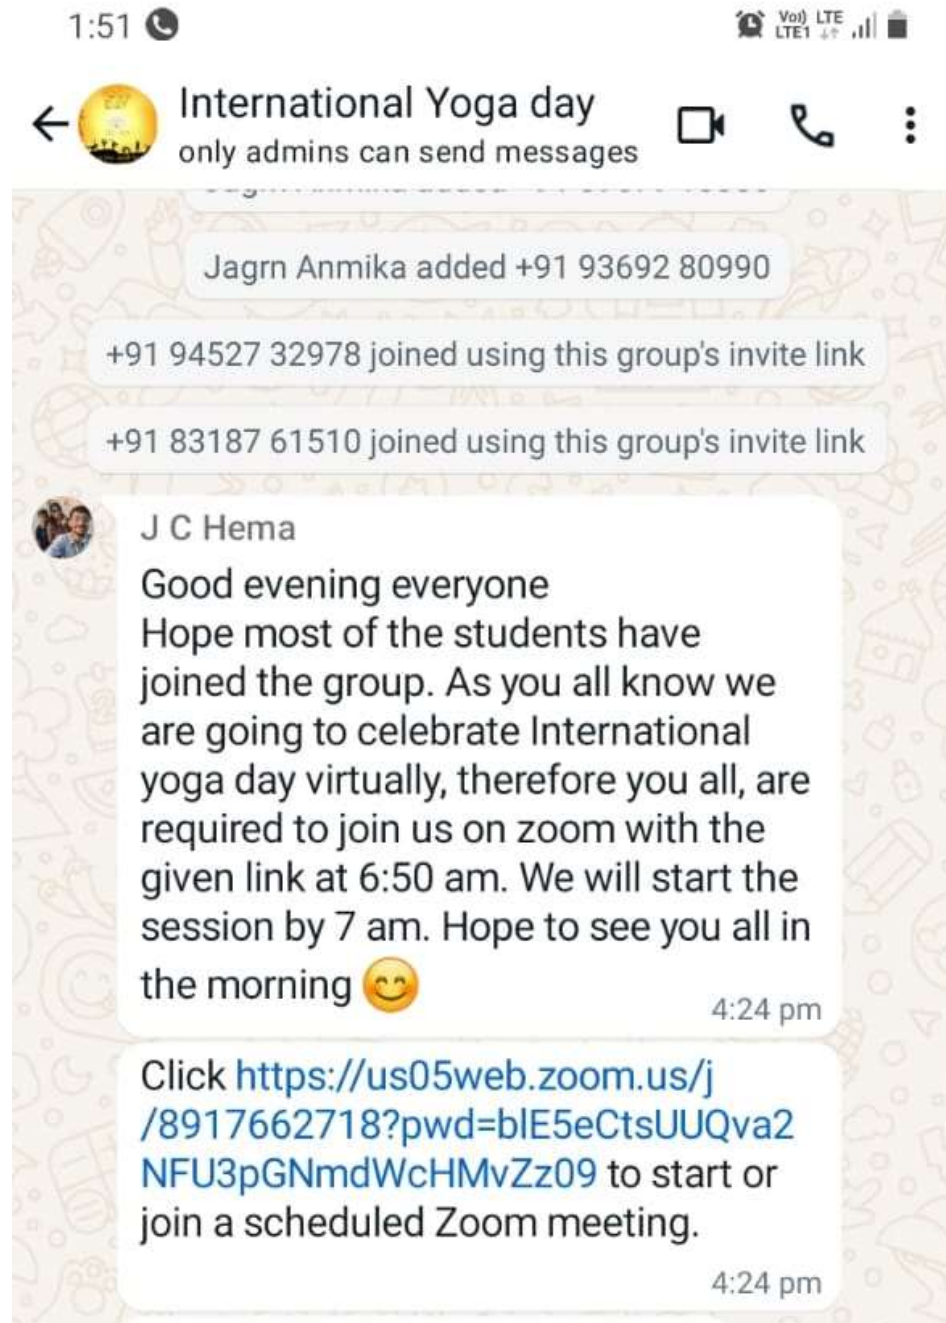 1:51
Vo)) LTE
LTE1
International Yoga day
only admins can send messages
Jagrn Anmika added +91
Jagrn Anmika added +91 93692 80990
+91 94527 32978 joined using this group's invite link
+91 83187 61510 joined using this group's invite link
J C Hema
Good evening everyone
Hope most of the students have
joined the group. As you all know we
are going to celebrate International
yoga day virtually, therefore you all, are
required to join us on zoom with the
given link at 6:50 am. We will start the
session by 7 am. Hope to see you all in
the morning 😊
4:24 pm
Click https://us05web.zoom.us/j
/8917662718?pwd=blE5eCtsUUQva2
NFU3pGNmdWcHMvZz09 to start or
join a scheduled Zoom meeting.
4:24 pm